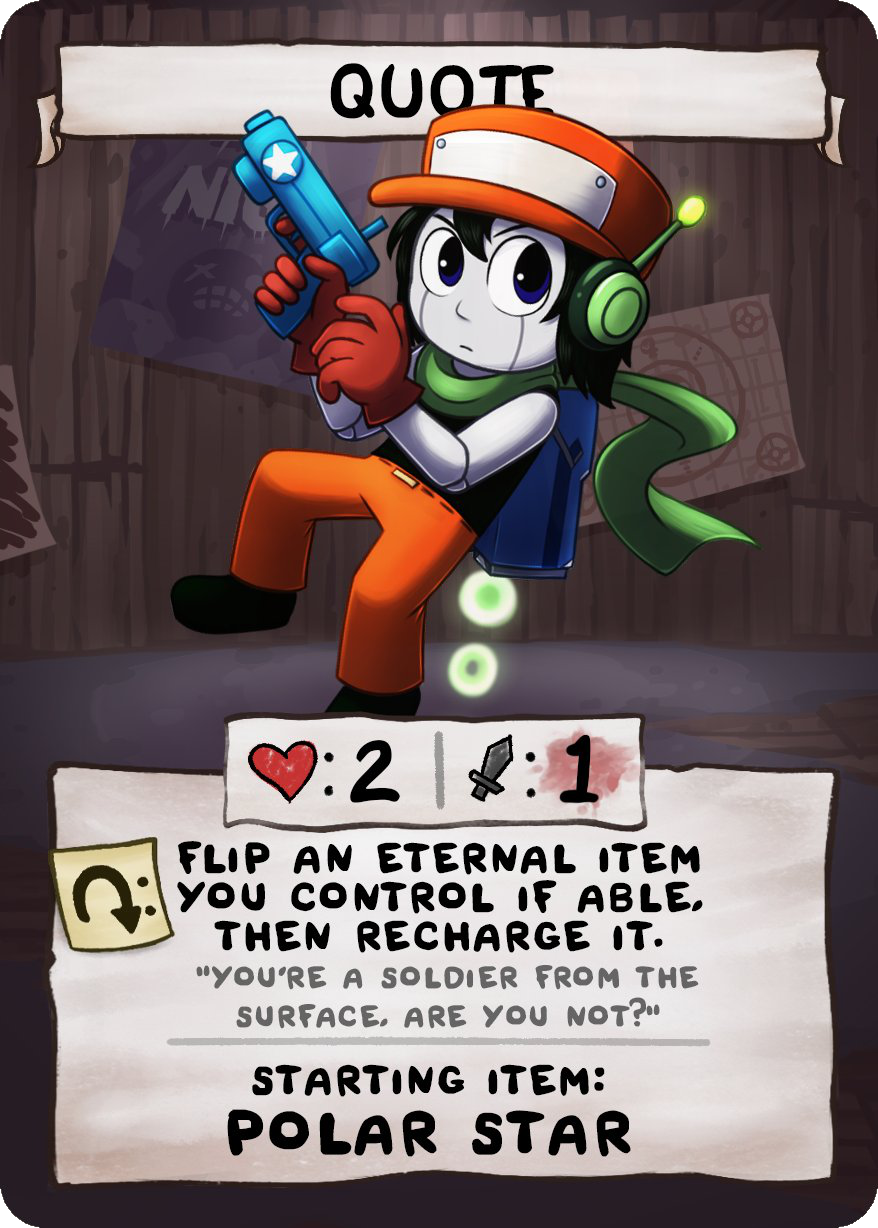 QUOTE
: 2 | : 1
FLIP AN ETERNAL ITEM
YOU CONTROL IF ABLE,
THEN RECHARGE IT.
"YOU'RE A SOLDIER FROM THE
SURFACE, ARE YOU NOT?"
STARTING ITEM:
POLAR STAR